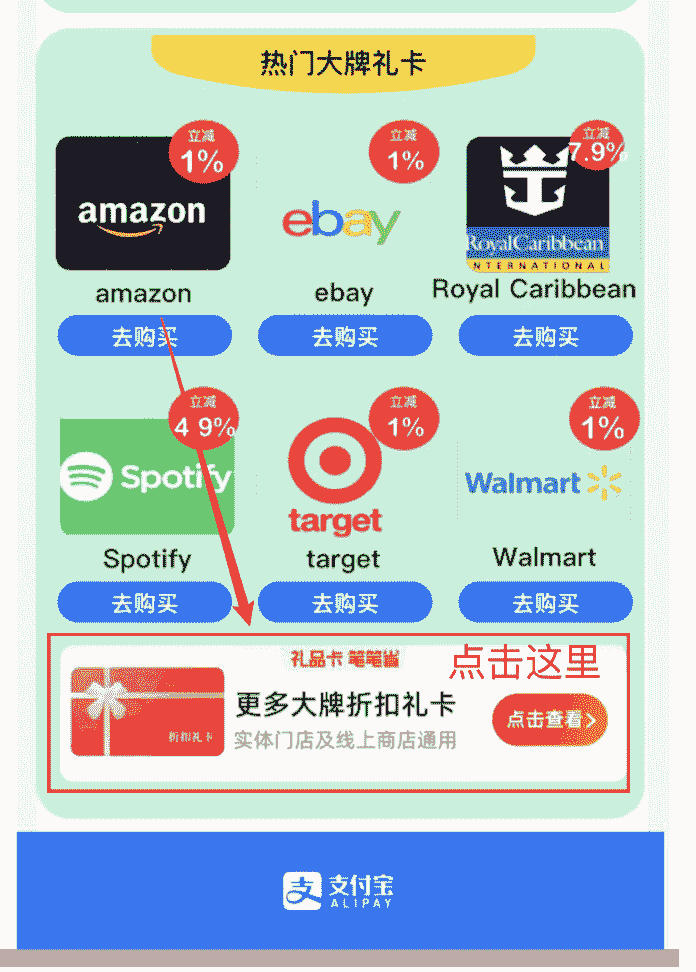 热门大牌礼卡
立减
1%
立减
1%
立减
7.9%
amazon
ebay
RoyalCaribbean
INTERNATIONAL
amazon
ebay
Royal Caribbean
去购买
去购买
去购买
立减
4 9%
立减
1%
立减
1%
Spotify
target
Walmart
Spotify
target
Walmart
去购买
去购买
去购买
礼品卡 笔笔省
点击这里
更多大牌折扣礼卡
点击查看>
折扣礼卡
实体门店及线上商店通用
支 支付宝
ALIPAY